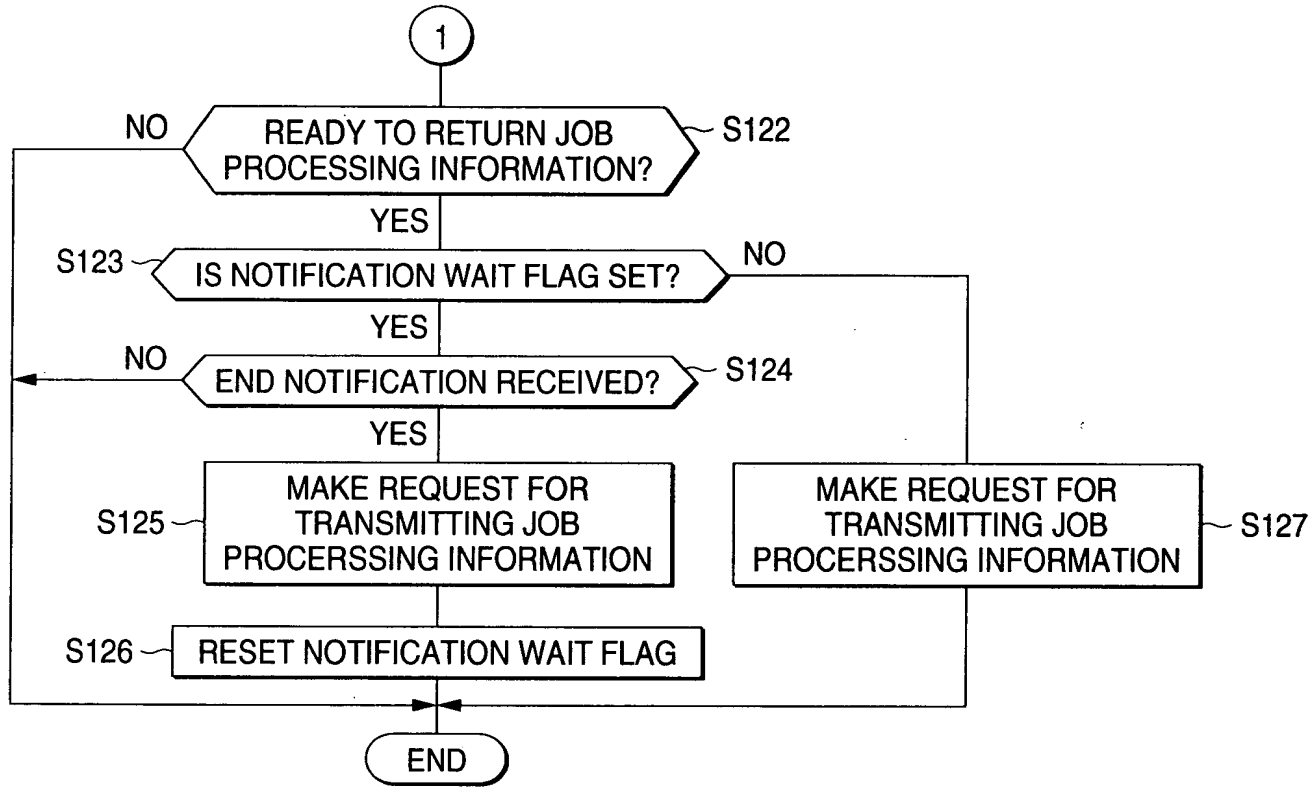 1
NO
READY TO RETURN JOB
PROCESSING INFORMATION?
S122
YES
S123
IS NOTIFICATION WAIT FLAG SET?
NO
YES
NO
END NOTIFICATION RECEIVED?
S124
YES
S125
MAKE REQUEST FOR
TRANSMITTING JOB
PROCERSSING INFORMATION
MAKE REQUEST FOR
TRANSMITTING JOB
PROCERSSING INFORMATION
S127
S126
RESET NOTIFICATION WAIT FLAG
END